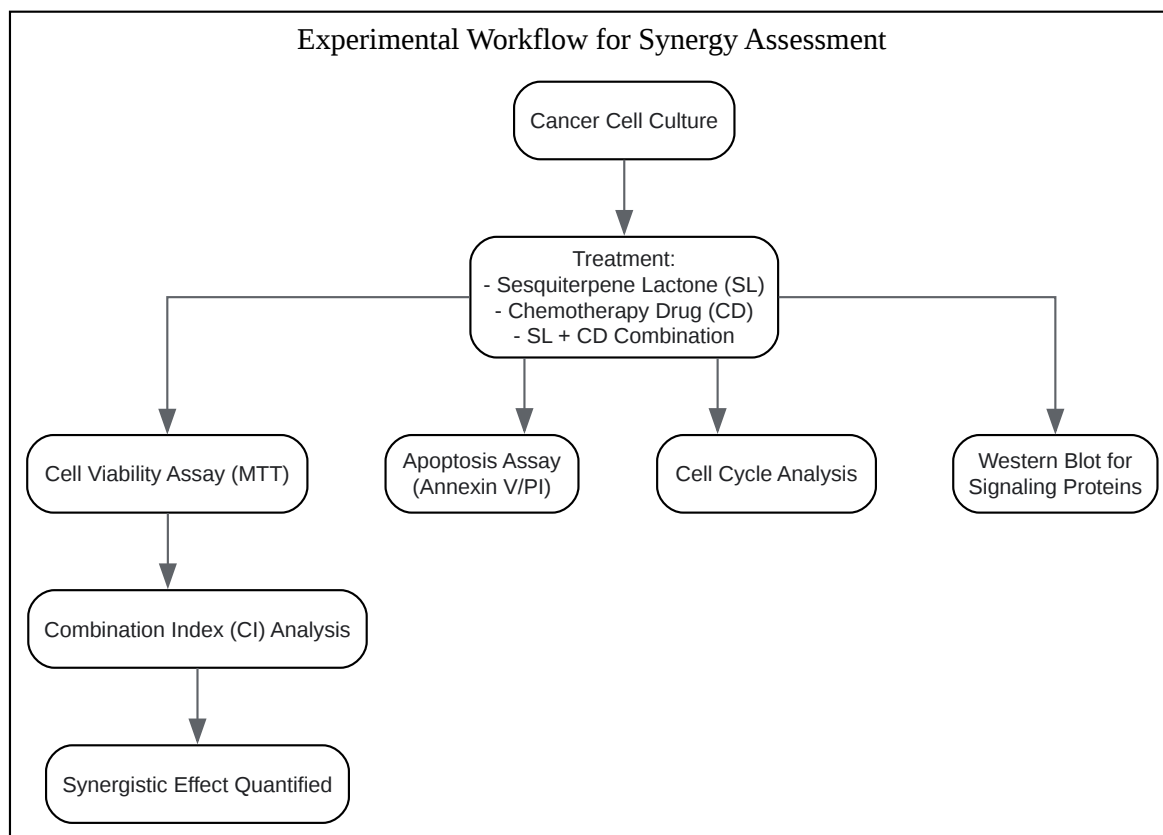 Experimental Workflow for Synergy Assessment
Cancer Cell Culture
Treatment:
- Sesquiterpene Lactone (SL)
- Chemotherapy Drug (CD)
- SL + CD Combination
Cell Viability Assay (MTT)
Apoptosis Assay
(Annexin V/PI)
Cell Cycle Analysis
Western Blot for
Signaling Proteins
Combination Index (CI) Analysis
Synergistic Effect Quantified